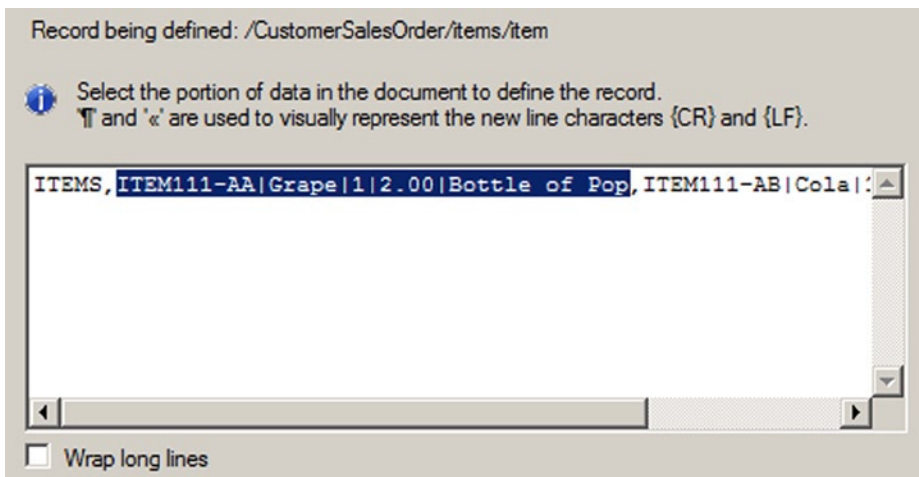 Record being defined: /CustomerSalesOrder/items/item
Select the portion of data in the document to define the record.
'¶' and '«' are used to visually represent the new line characters {CR} and {LF}.
ITEMS,ITEM111-AA|Grape|1|2.00|Bottle of Pop,ITEM111-AB|Cola|
Wrap long lines